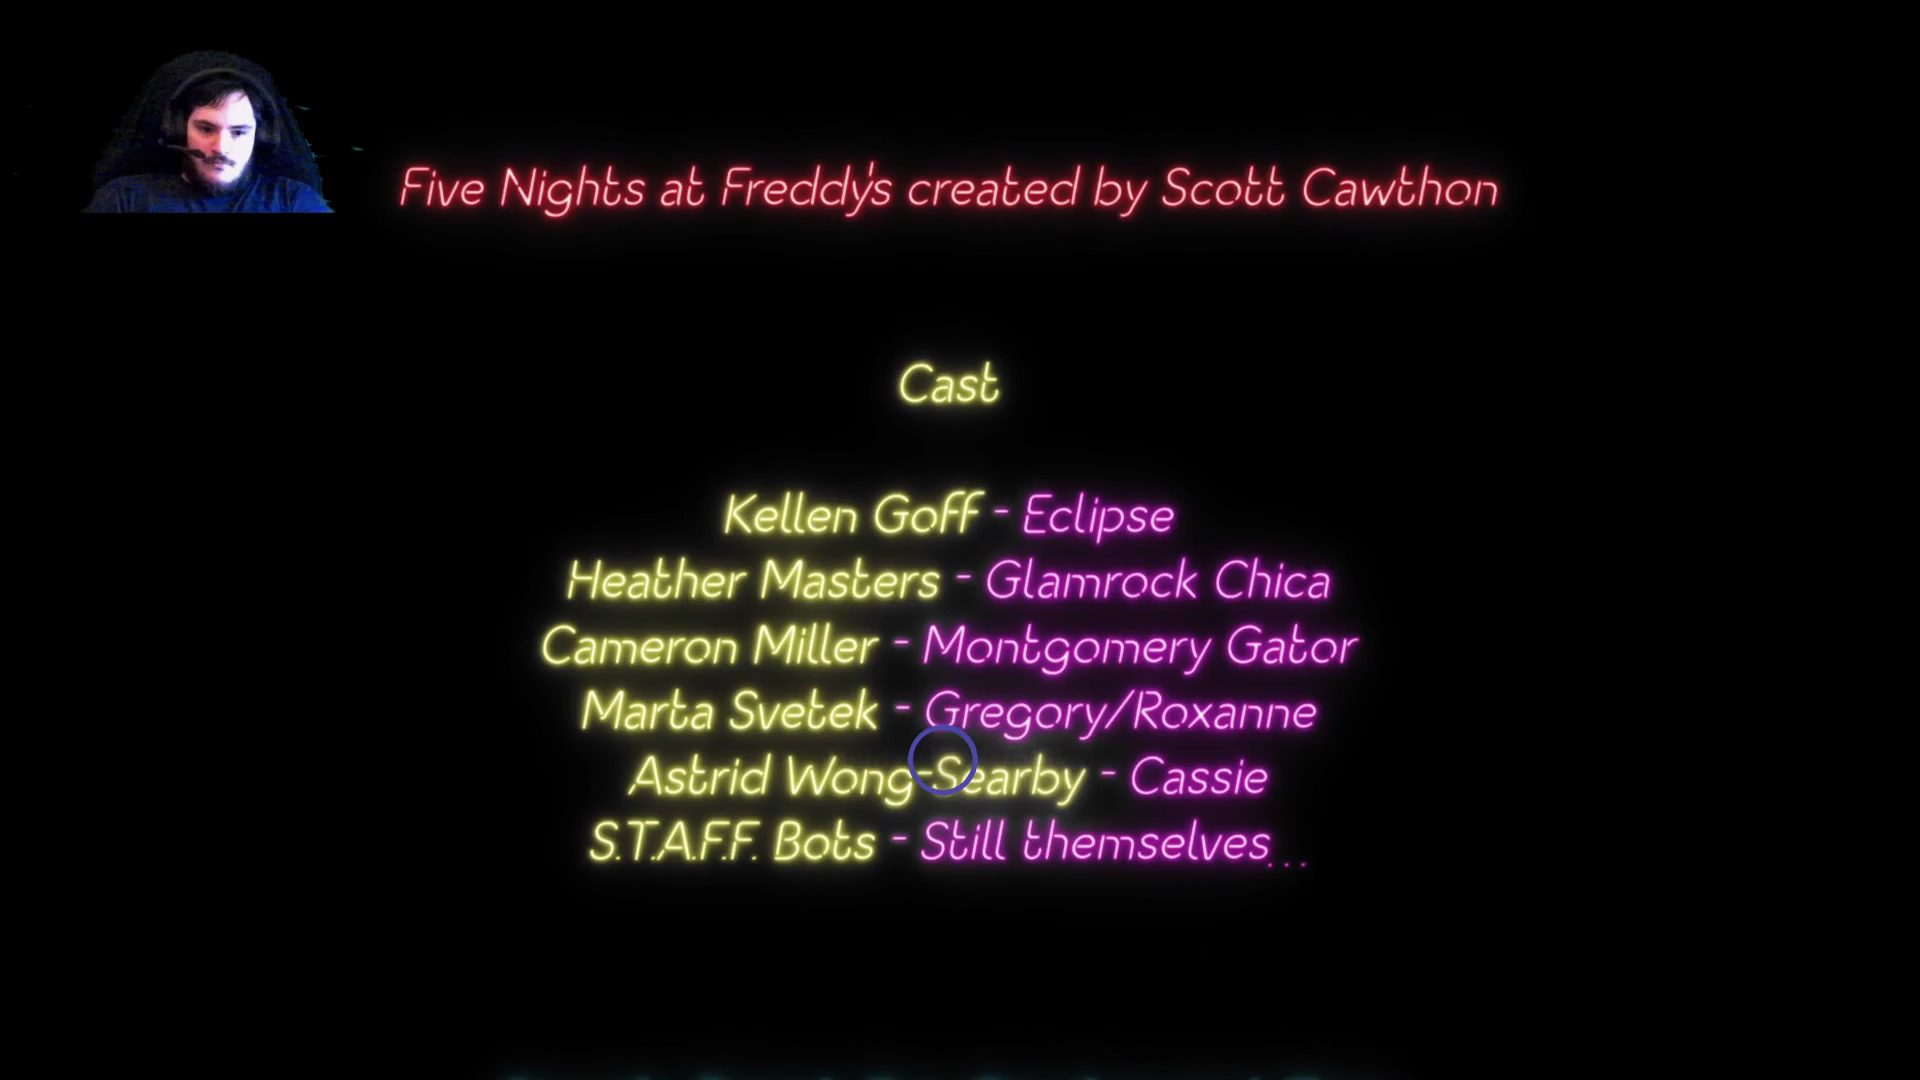 Five Nights at Freddy's created by Scott Cawthon
Cast
Kellen Goff - Eclipse
Heather Masters - Glamrock Chica
Cameron Miller - Montgomery Gator
Marta Svetek - Gregory/Roxanne
Astrid Wong-Searby - Cassie
S.T.A.F.F. Bots - Still themselves...